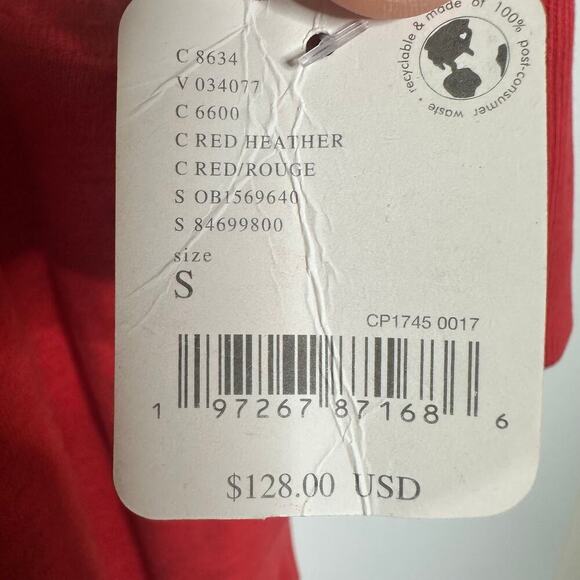 recyclable & made of 100% post-consumer waste •
C 8634
V 034077
C 6600
C RED HEATHER
C RED/ROUGE
S OB1569640
S 84699800
size
S
CP1745 0017
1 97267 87168 6
$128.00 USD